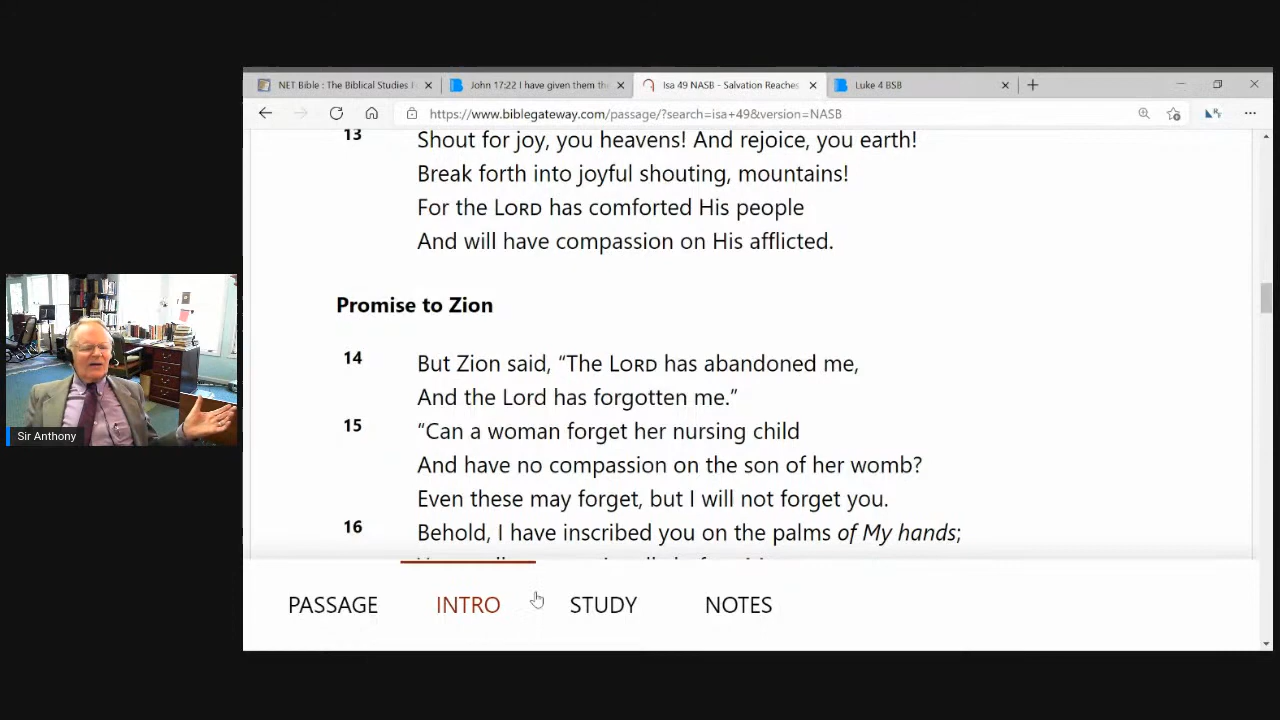 NET Bible : The Biblical Studies
John 17:22 I have given them th
Isa 49 NASB - Salvation Reaches
Luke 4 BSB
https://www.biblegateway.com/passage/?search=isa+49&version=NASB
13 Shout for joy, you heavens! And rejoice, you earth!
Break forth into joyful shouting, mountains!
For the LORD has comforted His people
And will have compassion on His afflicted.
Promise to Zion
14 But Zion said, “The LORD has abandoned me,
And the Lord has forgotten me.”
15 “Can a woman forget her nursing child
And have no compassion on the son of her womb?
Even these may forget, but I will not forget you.
16 Behold, I have inscribed you on the palms of My hands;
PASSAGE INTRO STUDY NOTES
Sir Anthony